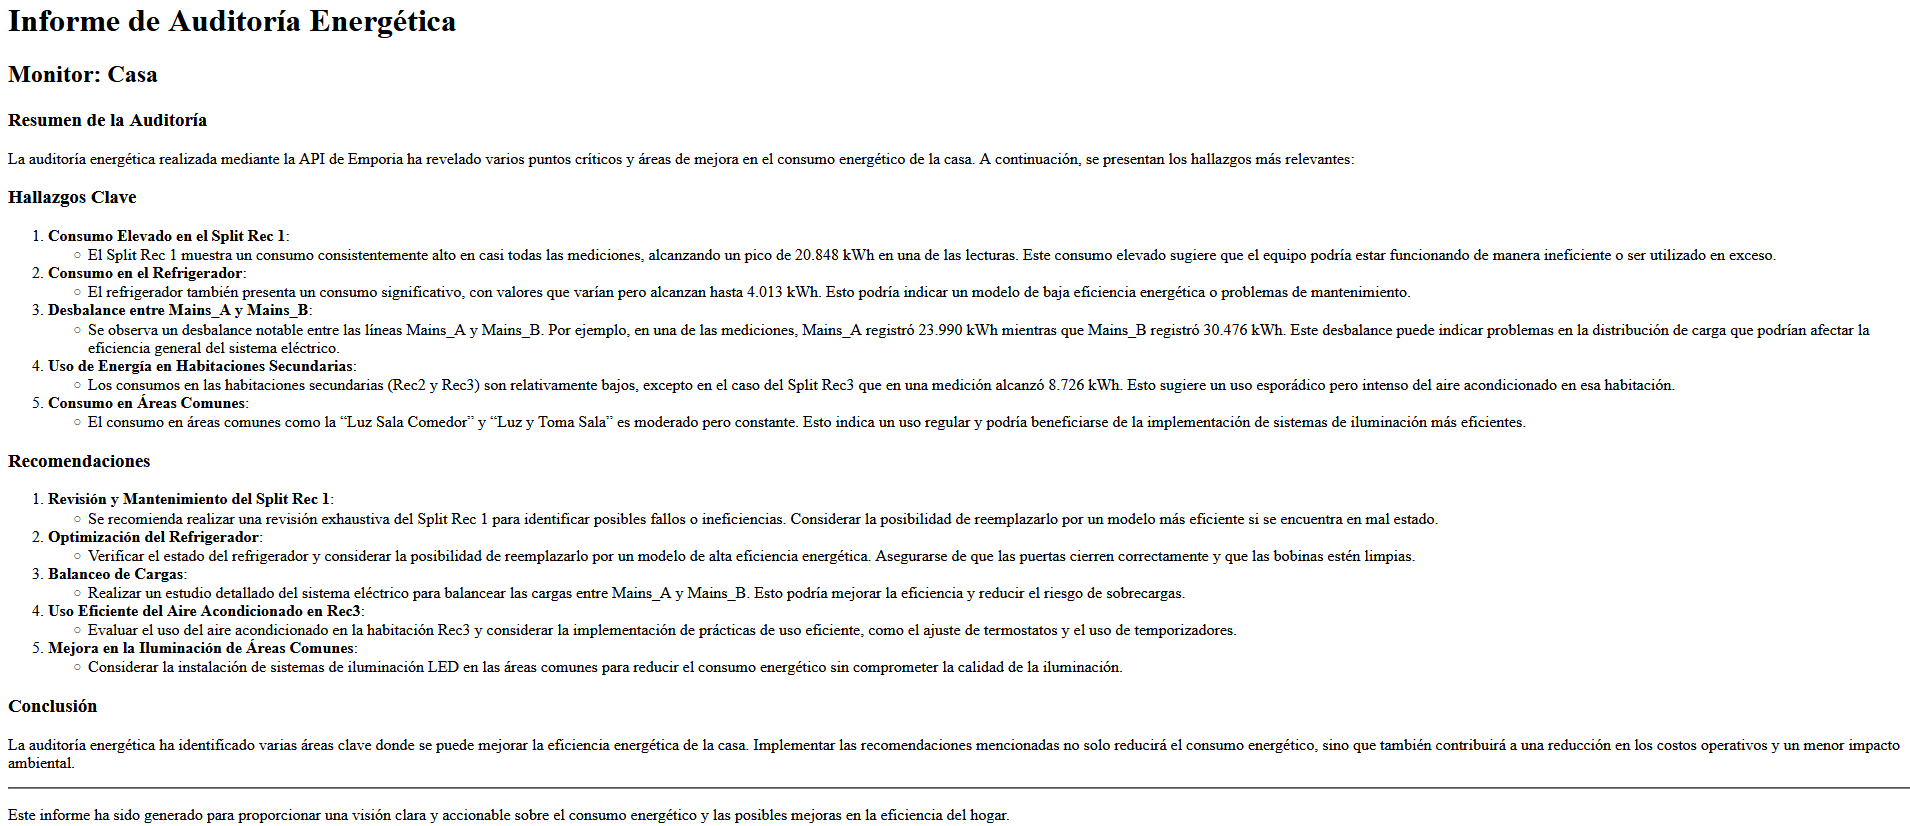 Informe de Auditoría Energética
Monitor: Casa
Resumen de la Auditoría
La auditoría energética realizada mediante la API de Emporia ha revelado varios puntos críticos y áreas de mejora en el consumo energético de la casa. A continuación, se presentan los hallazgos más relevantes:
Hallazgos Clave
1. Consumo Elevado en el Split Rec 1:
○ El Split Rec 1 muestra un consumo consistentemente alto en casi todas las mediciones, alcanzando un pico de 20.848 kWh en una de las lecturas. Este consumo elevado sugiere que el equipo podría estar funcionando de manera ineficiente o ser utilizado en exceso.
2. Consumo en el Refrigerador:
○ El refrigerador también presenta un consumo significativo, con valores que varían pero alcanzan hasta 4.013 kWh. Esto podría indicar un modelo de baja eficiencia energética o problemas de mantenimiento.
3. Desbalance entre Mains_A y Mains_B:
○ Se observa un desbalance notable entre las líneas Mains_A y Mains_B. Por ejemplo, en una de las mediciones, Mains_A registró 23.990 kWh mientras que Mains_B registró 30.476 kWh. Este desbalance puede indicar problemas en la distribución de carga que podrían afectar la
eficiencia general del sistema eléctrico.
4. Uso de Energía en Habitaciones Secundarias:
○ Los consumos en las habitaciones secundarias (Rec2 y Rec3) son relativamente bajos, excepto en el caso del Split Rec3 que en una medición alcanzó 8.726 kWh. Esto sugiere un uso esporádico pero intenso del aire acondicionado en esa habitación.
5. Consumo en Áreas Comunes:
○ El consumo en áreas comunes como la “Luz Sala Comedor” y “Luz y Toma Sala” es moderado pero constante. Esto indica un uso regular y podría beneficiarse de la implementación de sistemas de iluminación más eficientes.
Recomendaciones
1. Revisión y Mantenimiento del Split Rec 1:
○ Se recomienda realizar una revisión exhaustiva del Split Rec 1 para identificar posibles fallos o ineficiencias. Considerar la posibilidad de reemplazarlo por un modelo más eficiente si se encuentra en mal estado.
2. Optimización del Refrigerador:
○ Verificar el estado del refrigerador y considerar la posibilidad de reemplazarlo por un modelo de alta eficiencia energética. Asegurarse de que las puertas cierren correctamente y que las bobinas estén limpias.
3. Balanceo de Cargas:
○ Realizar un estudio detallado del sistema eléctrico para balancear las cargas entre Mains_A y Mains_B. Esto podría mejorar la eficiencia y reducir el riesgo de sobrecargas.
4. Uso Eficiente del Aire Acondicionado en Rec3:
○ Evaluar el uso del aire acondicionado en la habitación Rec3 y considerar la implementación de prácticas de uso eficiente, como el ajuste de termostatos y el uso de temporizadores.
5. Mejora en la Iluminación de Áreas Comunes:
○ Considerar la instalación de sistemas de iluminación LED en las áreas comunes para reducir el consumo energético sin comprometer la calidad de la iluminación.
Conclusión
La auditoría energética ha identificado varias áreas clave donde se puede mejorar la eficiencia energética de la casa. Implementar las recomendaciones mencionadas no solo reducirá el consumo energético, sino que también contribuirá a una reducción en los costos operativos y un menor impacto
ambiental.
Este informe ha sido generado para proporcionar una visión clara y accionable sobre el consumo energético y las posibles mejoras en la eficiencia del hogar.